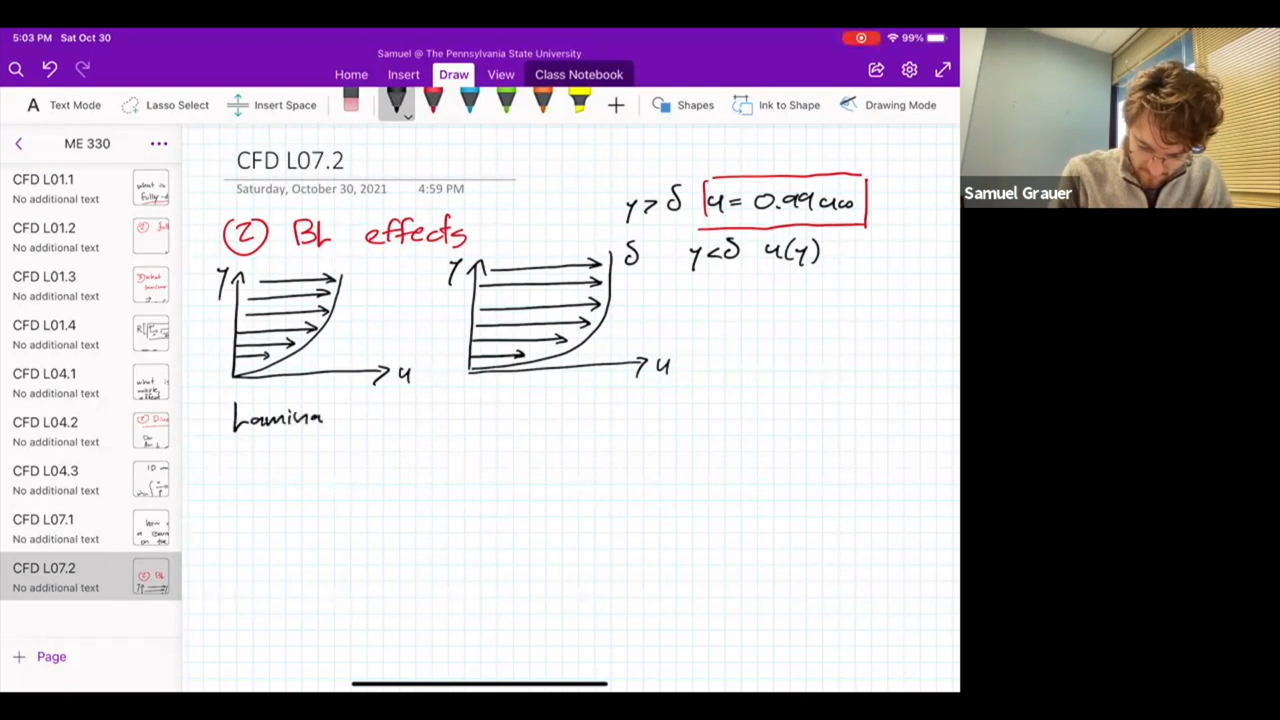 5:03 PM Sat Oct 30
99%
Samuel @ The Pennsylvania State University
Home Insert Draw View Class Notebook
A Text Mode Lasso Select Insert Space Shapes Ink to Shape Drawing Mode
ME 330
CFD L01.1
No additional text
CFD L01.2
No additional text
CFD L01.3
No additional text
CFD L01.4
No additional text
CFD L04.1
No additional text
CFD L04.2
No additional text
CFD L04.3
No additional text
CFD L07.1
No additional text
CFD L07.2
No additional text
Page
CFD L07.2
Saturday, October 30, 2021 4:59 PM
y > δ u = 0.99 u∞
② BL effects
δ y<δ u(y)
y
y
u
u
Lamina
Samuel Grauer